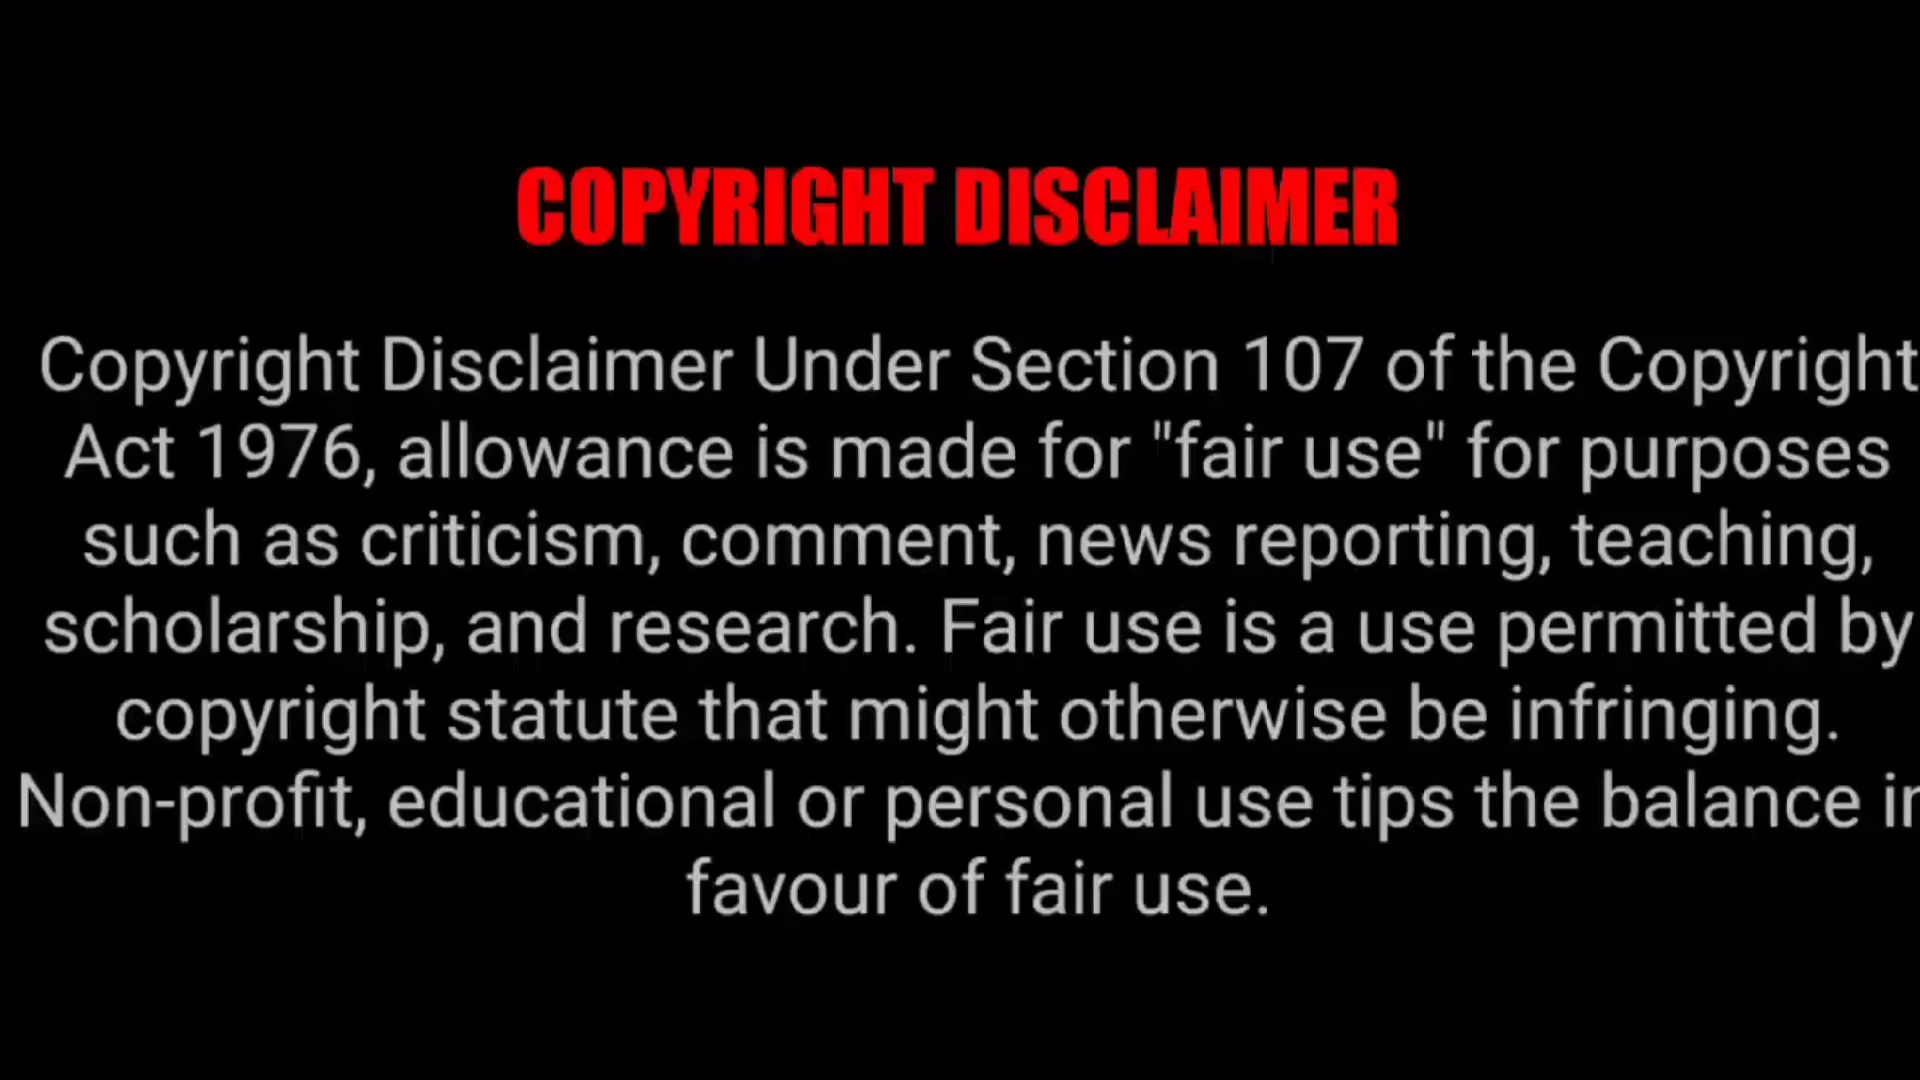 COPYRIGHT DISCLAIMER
Copyright Disclaimer Under Section 107 of the Copyright
Act 1976, allowance is made for "fair use" for purposes
such as criticism, comment, news reporting, teaching,
scholarship, and research. Fair use is a use permitted by
copyright statute that might otherwise be infringing.
Non-profit, educational or personal use tips the balance in
favour of fair use.